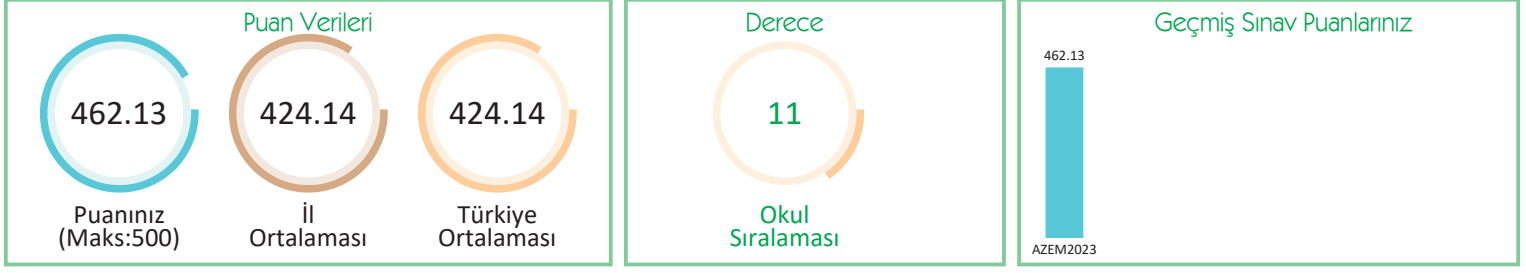 Puan Verileri
462.13
424.14
424.14
Puanınız
(Maks:500)
İl
Ortalaması
Türkiye
Ortalaması
Derece
11
Okul
Sıralaması
Geçmiş Sınav Puanlarınız
462.13
AZEM2023